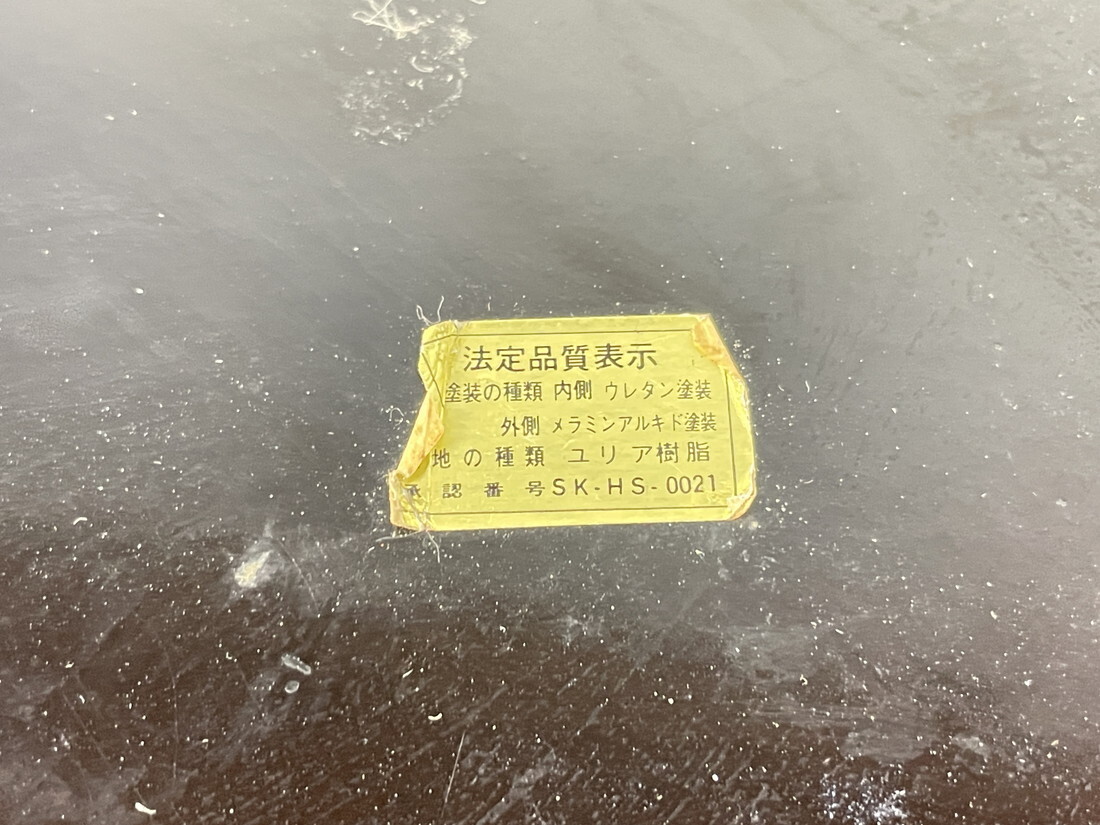 法定品質表示
塗装の種類 内側 ウレタン塗装
外側 メラミンアルキド塗装
地の種類 ユリア樹脂
承認番号SK-HS-0021